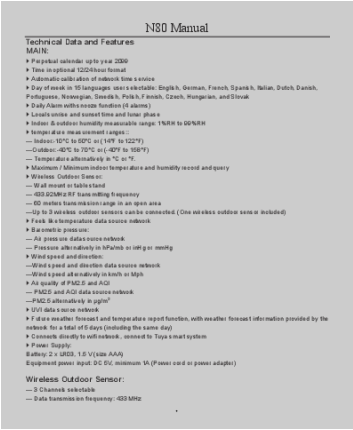 N80 Manual
Technical Data and Features
MAIN:
▶ Perpetual calendar up to year 2099
▶ Time in optional 12/24 hour format
▶ Automatic calibration of network time service
▶ Day of week in 15 languages user selectable: English, German, French, Spanish, Italian, Dutch, Danish,
Portuguese, Norwegian, Swedish, Polish, Finnish, Czech, Hungarian, and Slovak
▶ Daily Alarm with snooze function (4 alarms)
▶ Local sunrise and sunset time and lunar phase
▶ Indoor & outdoor humidity measurable range: 1%RH to 99%RH
▶ temperature measurement ranges:
— Indoor:-10°C to 50°C or (14°F to 122°F)
—Outdoor:-40°C to 70°C or (-40°F to 158°F)
— Temperature alternatively in °C or °F.
▶ Maximum / Minimum indoor temperature and humidity record and query
▶ Wireless Outdoor Sensor:
— Wall mount or table stand
— 433.92MHz RF transmitting frequency
— 60 meters transmission range in an open area
—Up to 3 wireless outdoor sensors can be connected. ( One wireless outdoor sensor included)
▶ Feels like temperature data source network
▶ Barometric pressure:
— Air pressure data source network
— Pressure alternatively in hPa/mb or inHg or mmHg
▶ Wind speed and direction:
—Wind speed and direction data source network
—Wind speed alternatively in km/h or Mph
▶ Air quality of PM2.5 and AQI
— PM2.5 and AQI data source network
—PM2.5 alternatively in μg/m³
▶ UVI data source network
▶ Future weather forecast and temperature report function, with weather forecast information provided by the
network for a total of 5 days (including the same day)
▶ Connects directly to wifi network, connect to Tuya smart system
▶ Power Supply:
Battery: 2 x LR03, 1.5 V (size AAA)
Equipment power input: DC 5V, minimum 1A (Power cord or power adapter)
Wireless Outdoor Sensor:
— 3 Channels selectable
— Data transmission frequency: 433 MHz